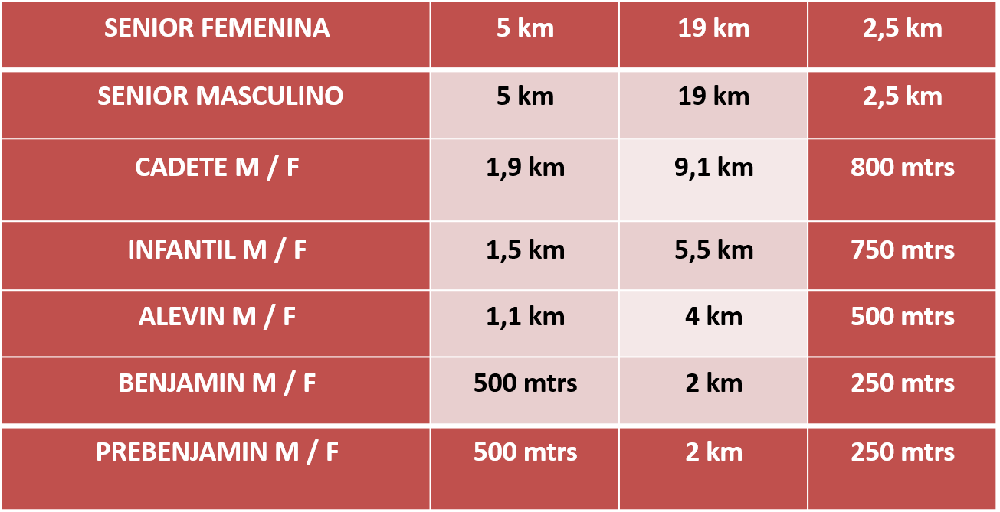 SENIOR FEMENINA 5 km 19 km 2,5 km
SENIOR MASCULINO 5 km 19 km 2,5 km
CADETE M / F 1,9 km 9,1 km 800 mtrs
INFANTIL M / F 1,5 km 5,5 km 750 mtrs
ALEVIN M / F 1,1 km 4 km 500 mtrs
BENJAMIN M / F 500 mtrs 2 km 250 mtrs
PREBENJAMIN M / F 500 mtrs 2 km 250 mtrs